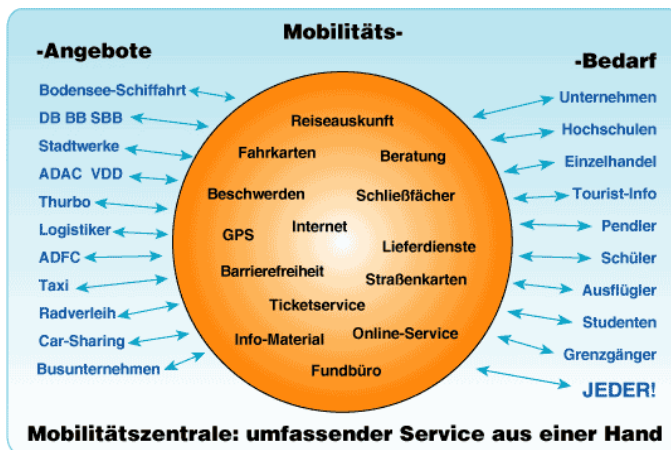 Mobilitäts-
-Angebote
-Bedarf
Bodensee-Schiffahrt
DB BB SBB
Stadtwerke
ADAC VDD
Thurbo
Logistiker
ADFC
Taxi
Radverleih
Car-Sharing
Busunternehmen
Reiseauskunft
Fahrkarten
Beratung
Beschwerden
Schließfächer
Internet
GPS
Lieferdienste
Barrierefreiheit
Straßenkarten
Ticketservice
Info-Material
Online-Service
Fundbüro
Unternehmen
Hochschulen
Einzelhandel
Tourist-Info
Pendler
Schüler
Ausflügler
Studenten
Grenzgänger
JEDER!
Mobilitätszentrale: umfassender Service aus einer Hand